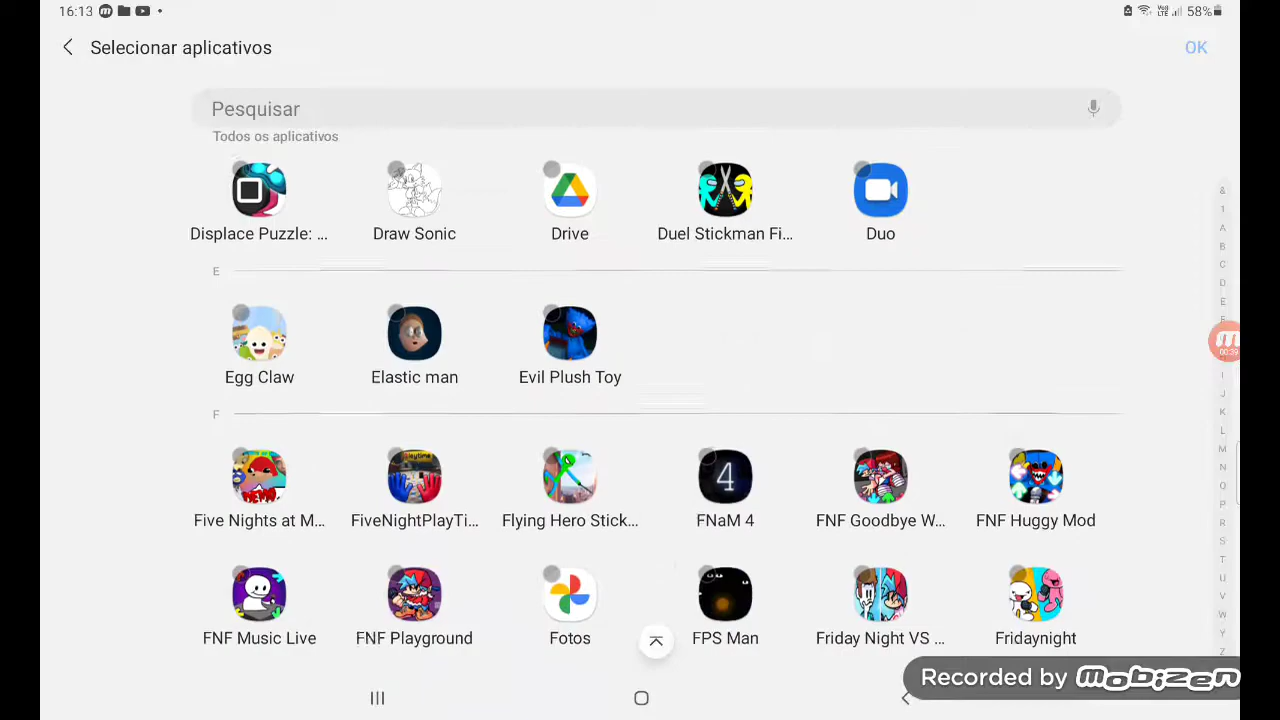 16:13
58%
Selecionar aplicativos
OK
Pesquisar
Todos os aplicativos
Displace Puzzle: ...
Draw Sonic
Drive
Duel Stickman Fi...
Duo
E
Egg Claw
Elastic man
Evil Plush Toy
F
Five Nights at M...
FiveNightPlayTi...
Flying Hero Stick...
FNaM 4
FNF Goodbye W...
FNF Huggy Mod
FNF Music Live
FNF Playground
Fotos
FPS Man
Friday Night VS ...
Fridaynight
&
1
A
B
C
D
E
F
I
J
K
L
M
N
Q
P
R
S
T
U
V
W
Y
Z
Recorded by mobizen